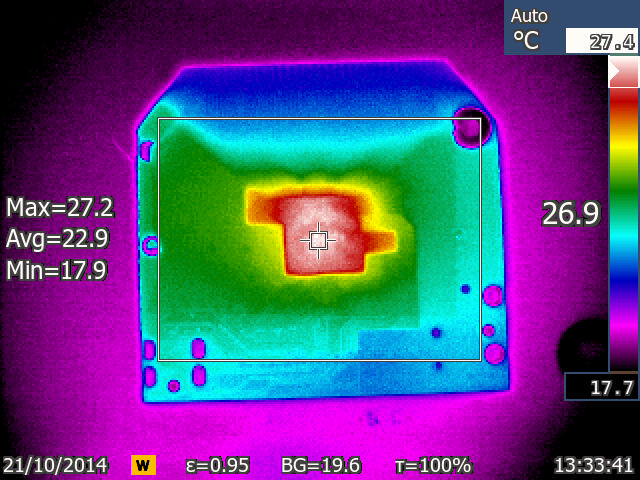 Auto
°C 27.4
Max=27.2
Avg=22.9
Min=17.9
26.9
17.7
21/10/2014 W ε=0.95 BG=19.6 τ=100% 13:33:41